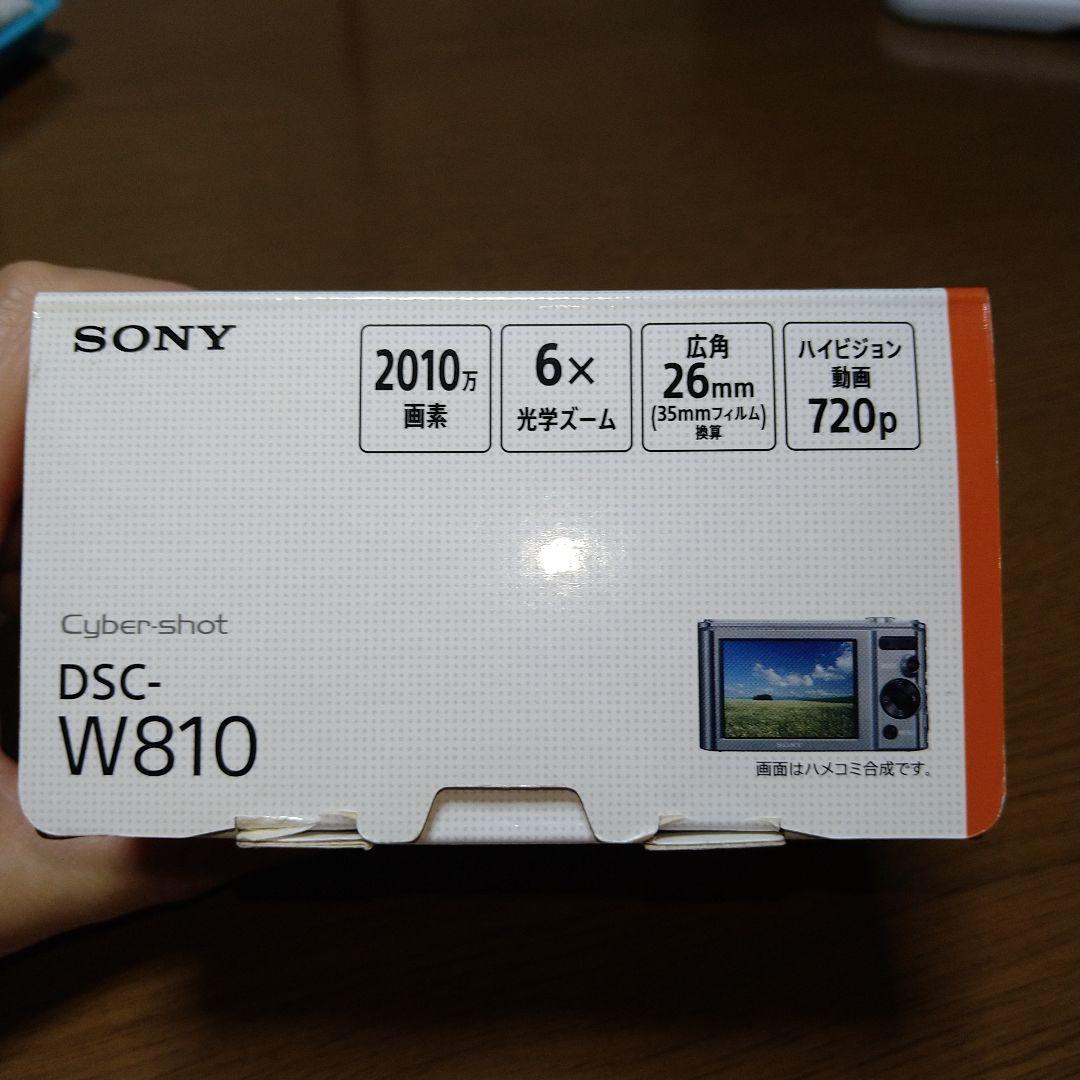 SONY
2010万
画素
6×
光学ズーム
広角
26mm
(35mmフィルム)
換算
ハイビジョン
動画
720p
Cyber-shot
DSC-
W810
SONY
画面はハメコミ合成です。